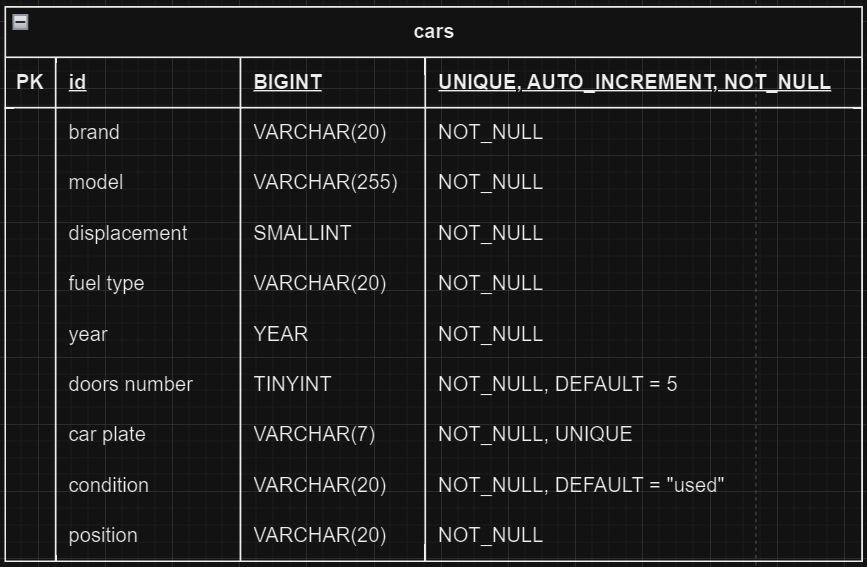 cars
PK id BIGINT UNIQUE, AUTO_INCREMENT, NOT_NULL
brand VARCHAR(20) NOT_NULL
model VARCHAR(255) NOT_NULL
displacement SMALLINT NOT_NULL
fuel type VARCHAR(20) NOT_NULL
year YEAR NOT_NULL
doors number TINYINT NOT_NULL, DEFAULT = 5
car plate VARCHAR(7) NOT_NULL, UNIQUE
condition VARCHAR(20) NOT_NULL, DEFAULT = "used"
position VARCHAR(20) NOT_NULL